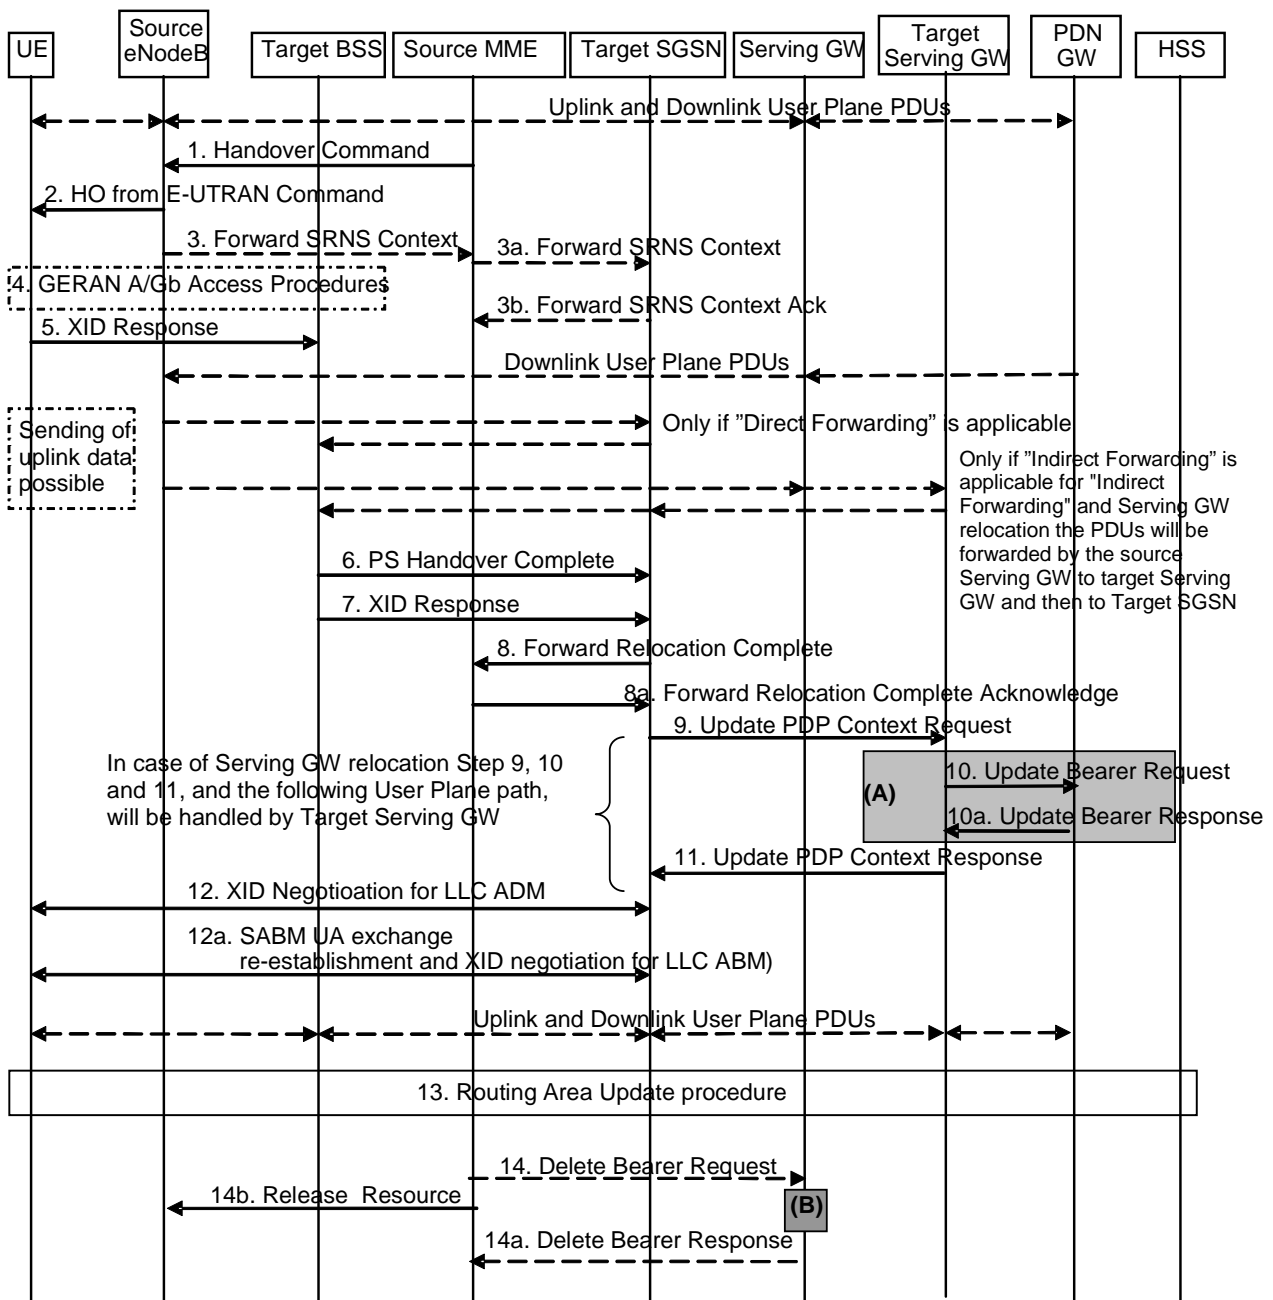 UE
Source
eNodeB
Target BSS
Source MME
Target SGSN
Serving GW
Target
Serving GW
PDN
GW
HSS
Uplink and Downlink User Plane PDUs
1. Handover Command
2. HO from E-UTRAN Command
3. Forward SRNS Context
3a. Forward SRNS Context
4. GERAN A/Gb Access Procedures
3b. Forward SRNS Context Ack
5. XID Response
Downlink User Plane PDUs
Sending of
uplink data
possible
Only if ”Direct Forwarding” is applicable
Only if ”Indirect Forwarding” is
applicable for "Indirect
Forwarding" and Serving GW
relocation the PDUs will be
forwarded by the source
Serving GW to target Serving
GW and then to Target SGSN
6. PS Handover Complete
7. XID Response
8. Forward Relocation Complete
8a. Forward Relocation Complete Acknowledge
9. Update PDP Context Request
In case of Serving GW relocation Step 9, 10
and 11, and the following User Plane path,
will be handled by Target Serving GW
(A)
10. Update Bearer Request
10a. Update Bearer Response
11. Update PDP Context Response
12. XID Negotioation for LLC ADM
12a. SABM UA exchange
re-establishment and XID negotiation for LLC ABM)
Uplink and Downlink User Plane PDUs
13. Routing Area Update procedure
14. Delete Bearer Request
14b. Release Resource
(B)
14a. Delete Bearer Response